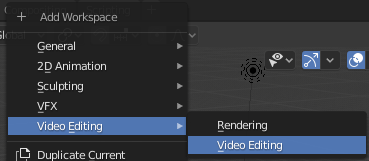 Add Workspace
General
2D Animation
Sculpting
VFX
Video Editing
Rendering
Video Editing
Duplicate Current